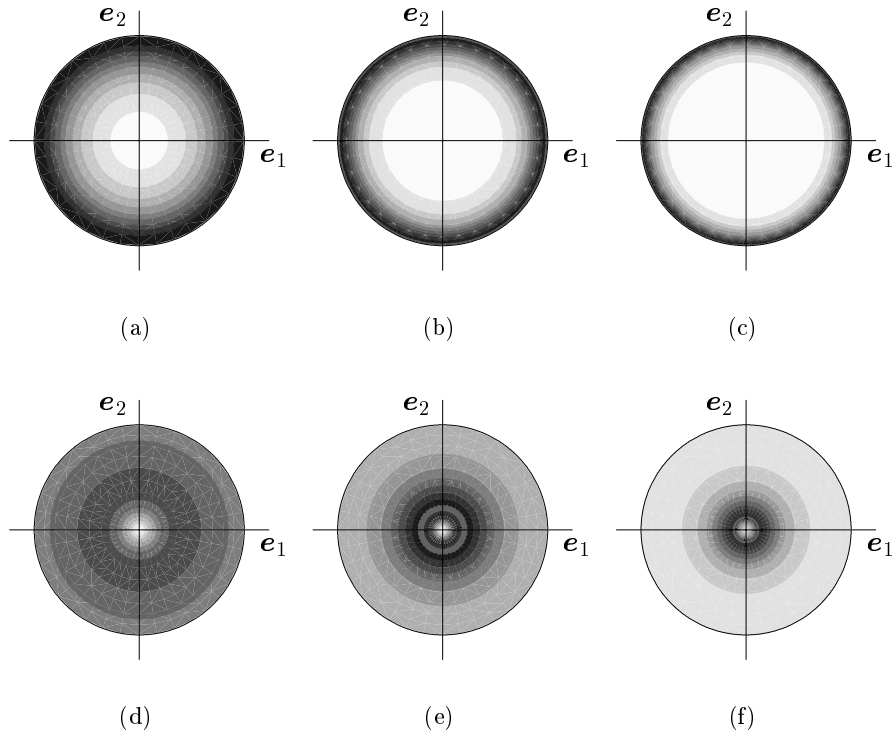 e₂ e₂ e₂
e₁ e₁ e₁
(a) (b) (c)
e₂ e₂ e₂
e₁ e₁ e₁
(d) (e) (f)